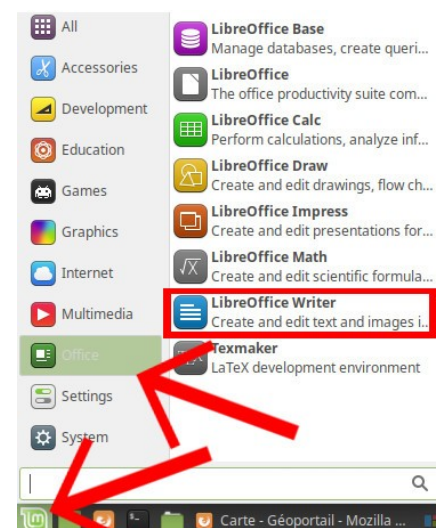 All
Accessories
Development
Education
Games
Graphics
Internet
Multimedia
Office
Settings
System
LibreOffice Base
Manage databases, create queri...
LibreOffice
The office productivity suite com...
LibreOffice Calc
Perform calculations, analyze inf...
LibreOffice Draw
Create and edit drawings, flow ch...
LibreOffice Impress
Create and edit presentations for...
LibreOffice Math
Create and edit scientific formula...
LibreOffice Writer
Create and edit text and images i...
Texmaker
LaTeX development environment
Carte - Géoportail - Mozilla ...